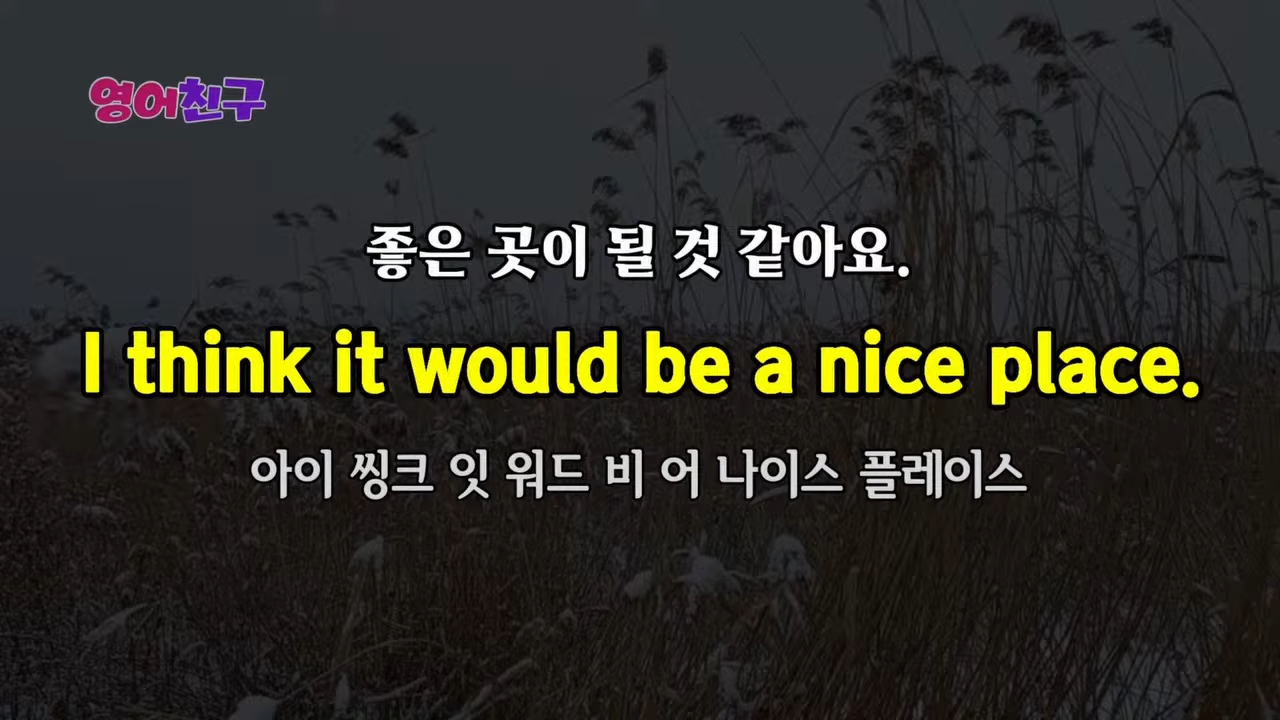 영어친구
좋은 곳이 될 것 같아요.
I think it would be a nice place.
아이 씽크 잇 워드 비 어 나이스 플레이스